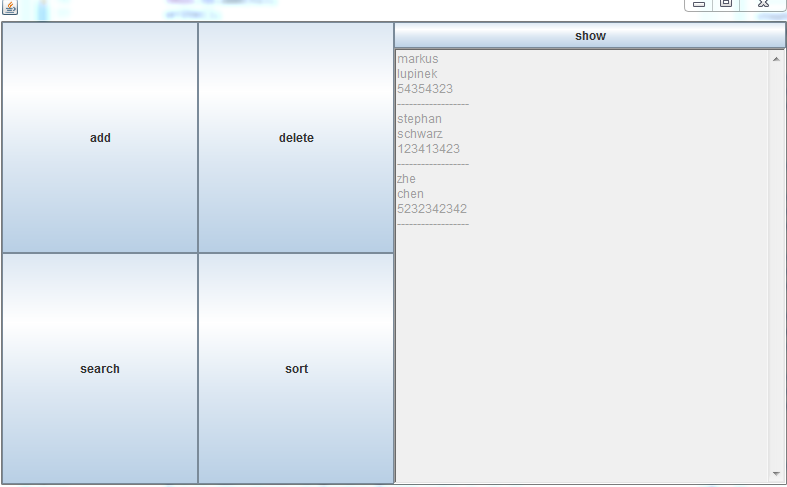 add
delete
search
sort
show
markus
lupinek
54354323
------------------
stephan
schwarz
123413423
------------------
zhe
chen
5232342342
------------------